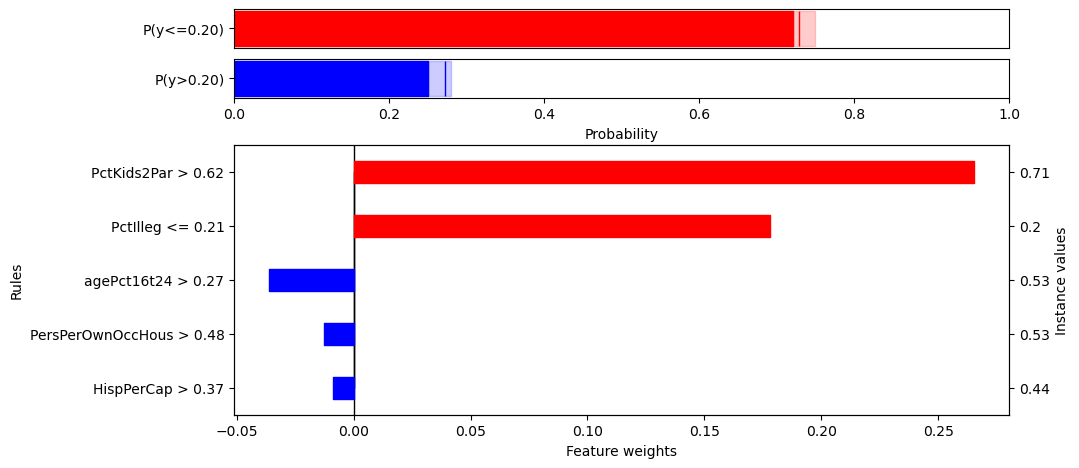 P(y<=0.20)
P(y>0.20)
0.0 0.2 0.4 0.6 0.8 1.0
Probability
PctKids2Par > 0.62 0.71
PctIlleg <= 0.21 0.2
agePct16t24 > 0.27 0.53
PersPerOwnOccHous > 0.48 0.53
HispPerCap > 0.37 0.44
Rules
Instance values
−0.05 0.00 0.05 0.10 0.15 0.20 0.25
Feature weights